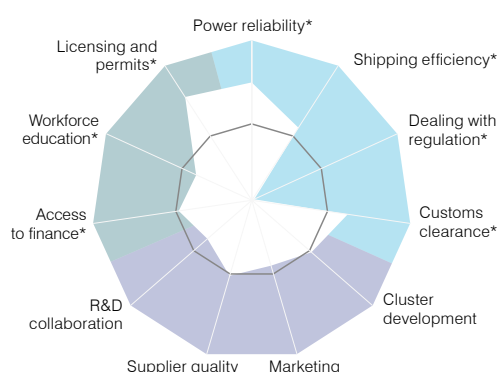 Power reliability*
Licensing and
permits*
Shipping efficiency*
Workforce
education*
Dealing with
regulation*
Access
to finance*
Customs
clearance*
R&D
collaboration
Cluster
development
Supplier quality
Marketing